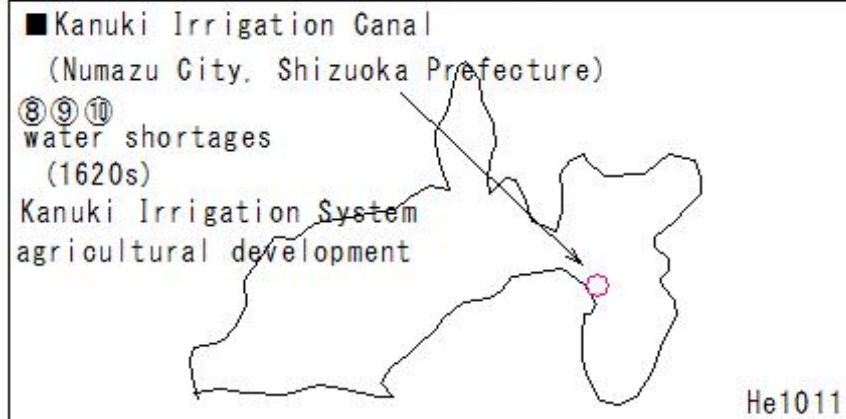 ■Kanuki Irrigation Canal
(Numazu City, Shizuoka Prefecture)
⑧⑨⑩
water shortages
(1620s)
Kanuki Irrigation System
agricultural development
He1011